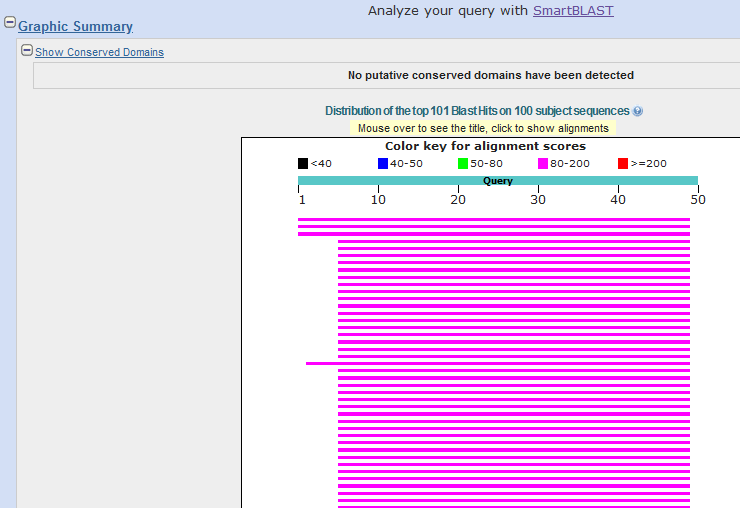 Analyze your query with SmartBLAST
Graphic Summary
Show Conserved Domains
No putative conserved domains have been detected
Distribution of the top 101 Blast Hits on 100 subject sequences
Mouse over to see the title, click to show alignments
Color key for alignment scores
<40 40-50 50-80 80-200 >=200
Query
1 10 20 30 40 50